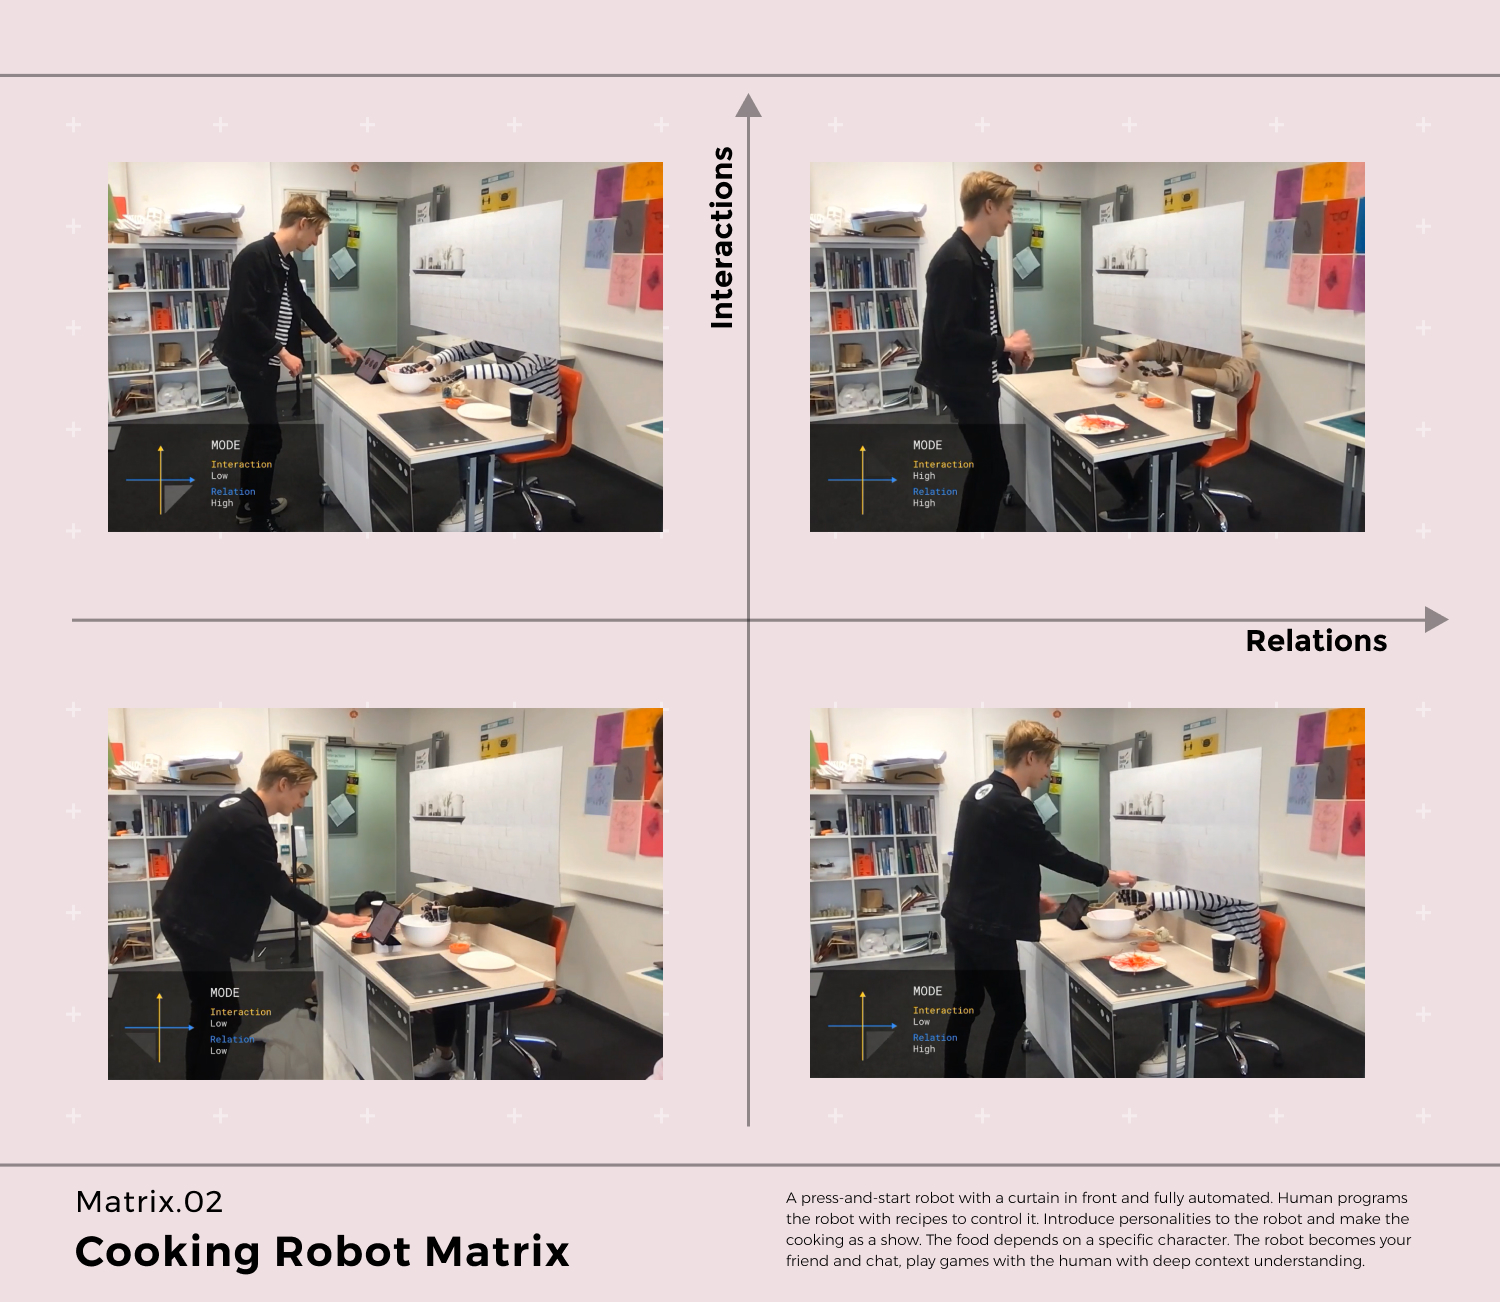 Interactions
MODE
Interaction
Low
Relation
High
MODE
Interaction
High
Relation
High
Relations
MODE
Interaction
Low
Relation
Low
MODE
Interaction
Low
Relation
High
Matrix.02
Cooking Robot Matrix
A press-and-start robot with a curtain in front and fully automated. Human programs
the robot with recipes to control it. Introduce personalities to the robot and make the
cooking as a show. The food depends on a specific character. The robot becomes your
friend and chat, play games with the human with deep context understanding.